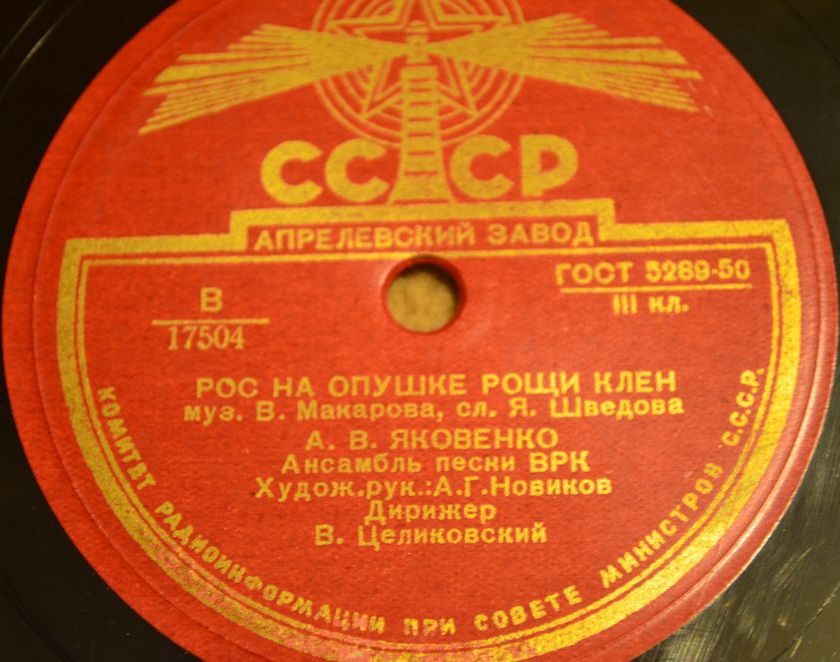 СССР
АПРЕЛЕВСКИЙ ЗАВОД
В
17504
ГОСТ 5289-50
III кл.
РОС НА ОПУШКЕ РОЩИ КЛЕН
муз. В. Макарова, сл. Я. Шведова
А. В. ЯКОВЕНКО
Ансамбль песни ВРК
Худож.рук.:А.Г.Новиков
Дирижер
В. Целиковский
КОМИТЕТ РАДИОИНФОРМАЦИИ ПРИ СОВЕТЕ МИНИСТРОВ С.С.С.Р.